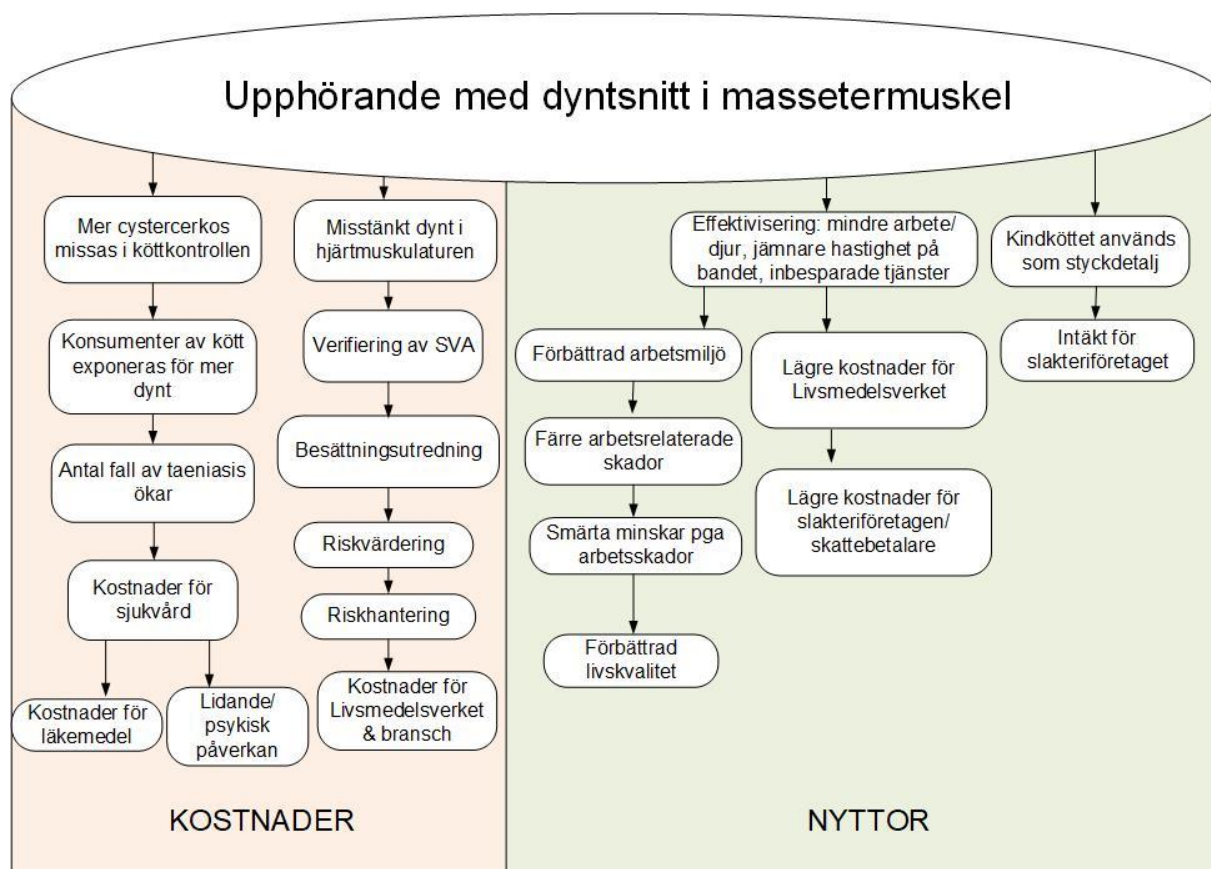 Upphörande med dyntsnitt i massetermuskel
Mer cystercerkos
missas i köttkontrollen
Konsumenter av kött
exponeras för mer
dynt
Antal fall av taeniasis
ökar
Kostnader för
sjukvård
Kostnader för
läkemedel
Lidande/
psykisk
påverkan
Misstänkt dynt i
hjärtmuskulaturen
Verifiering av SVA
Besättningsutredning
Riskvärdering
Riskhantering
Kostnader för
Livsmedelsverket
& bransch
KOSTNADER
Effektivisering: mindre arbete/
djur, jämnare hastighet på
bandet, inbesparade tjänster
Förbättrad arbetsmiljö
Färre arbetsrelaterade
skador
Smärta minskar pga
arbetsskador
Förbättrad
livskvalitet
Lägre kostnader för
Livsmedelsverket
Lägre kostnader för
slakteriföretagen/
skattebetalare
Kindköttet används
som styckdetalj
Intäkt för
slakteriföretaget
NYTTOR